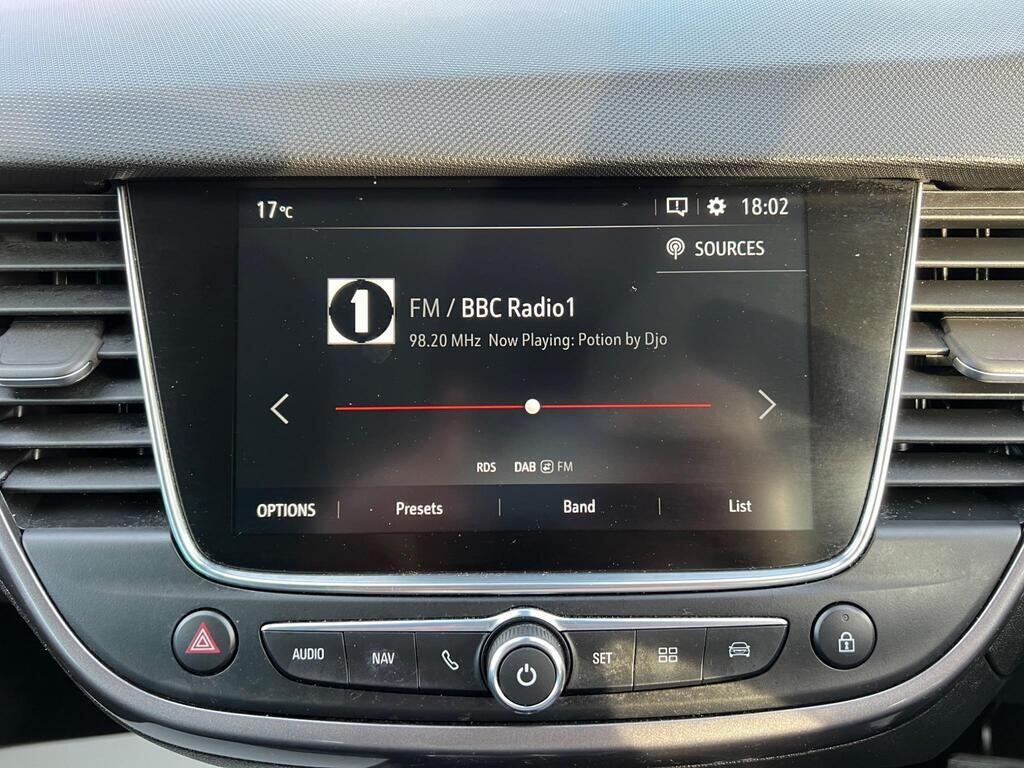 17°C
18:02
SOURCES
1
FM / BBC Radio1
98.20 MHz Now Playing: Potion by Djo
RDS DAB FM
OPTIONS Presets Band List
AUDIO NAV SET